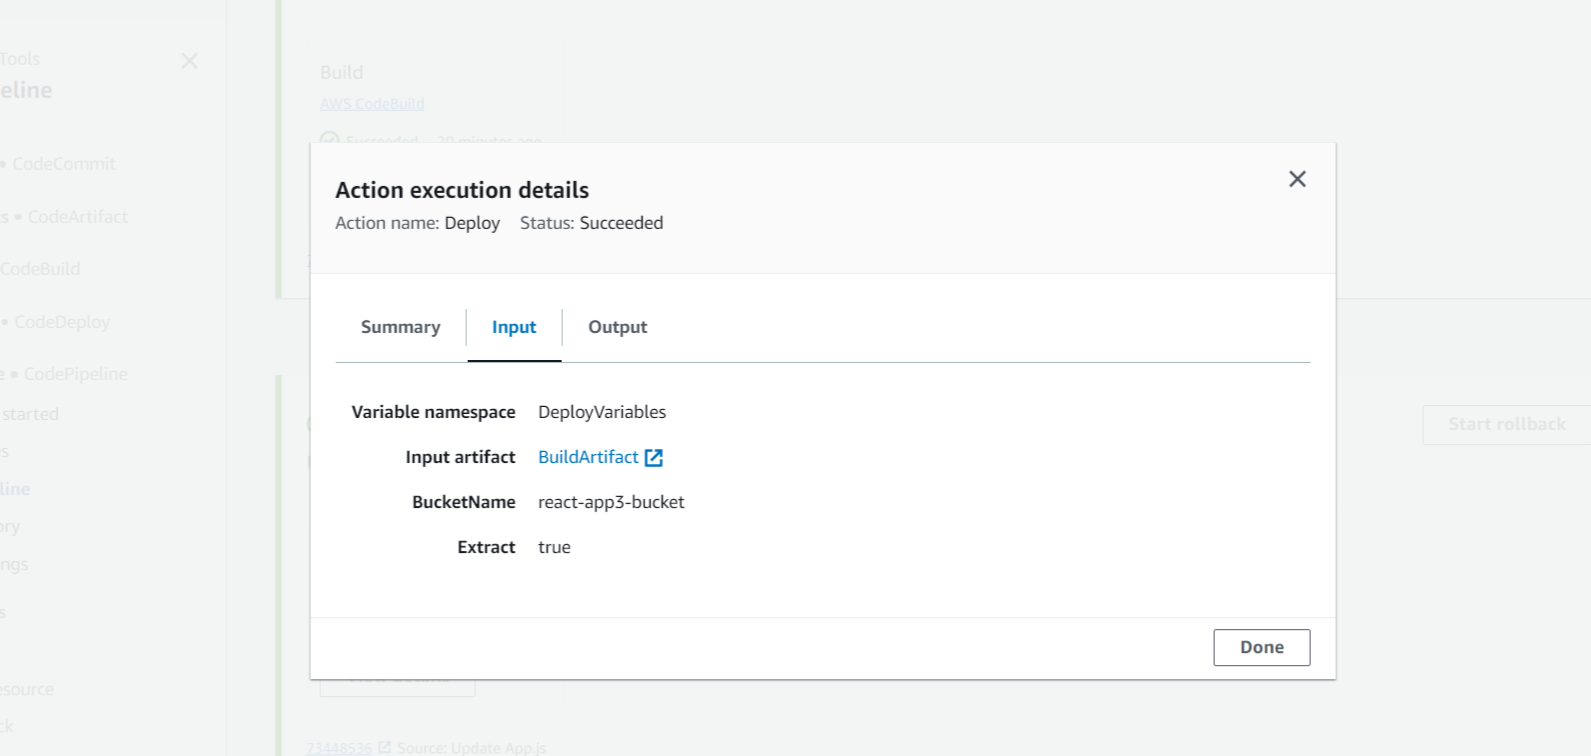 Tools
eline
• CodeCommit
s • CodeArtifact
CodeBuild
• CodeDeploy
e • CodePipeline
started
s
line
ory
ngs
s
esource
ck
Build
AWS CodeBuild
Succeeded
Action execution details
Action name: Deploy Status: Succeeded
Summary
Input
Output
Variable namespace DeployVariables
Input artifact BuildArtifact
BucketName react-app3-bucket
Extract true
Done
Start rollback
73448536 Source: Update App.js